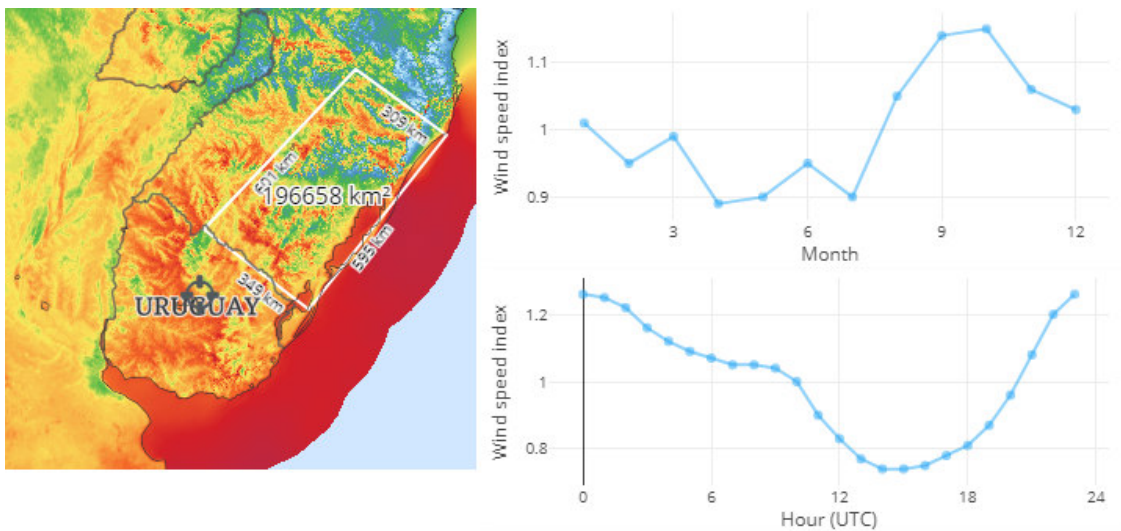 309 km
601 km
196658 km²
595 km
349 km
URUGUAY
Wind speed index
1.1
1
0.9
3
6
9
12
Month
Wind speed index
1.2
1
0.8
0
6
12
18
24
Hour (UTC)